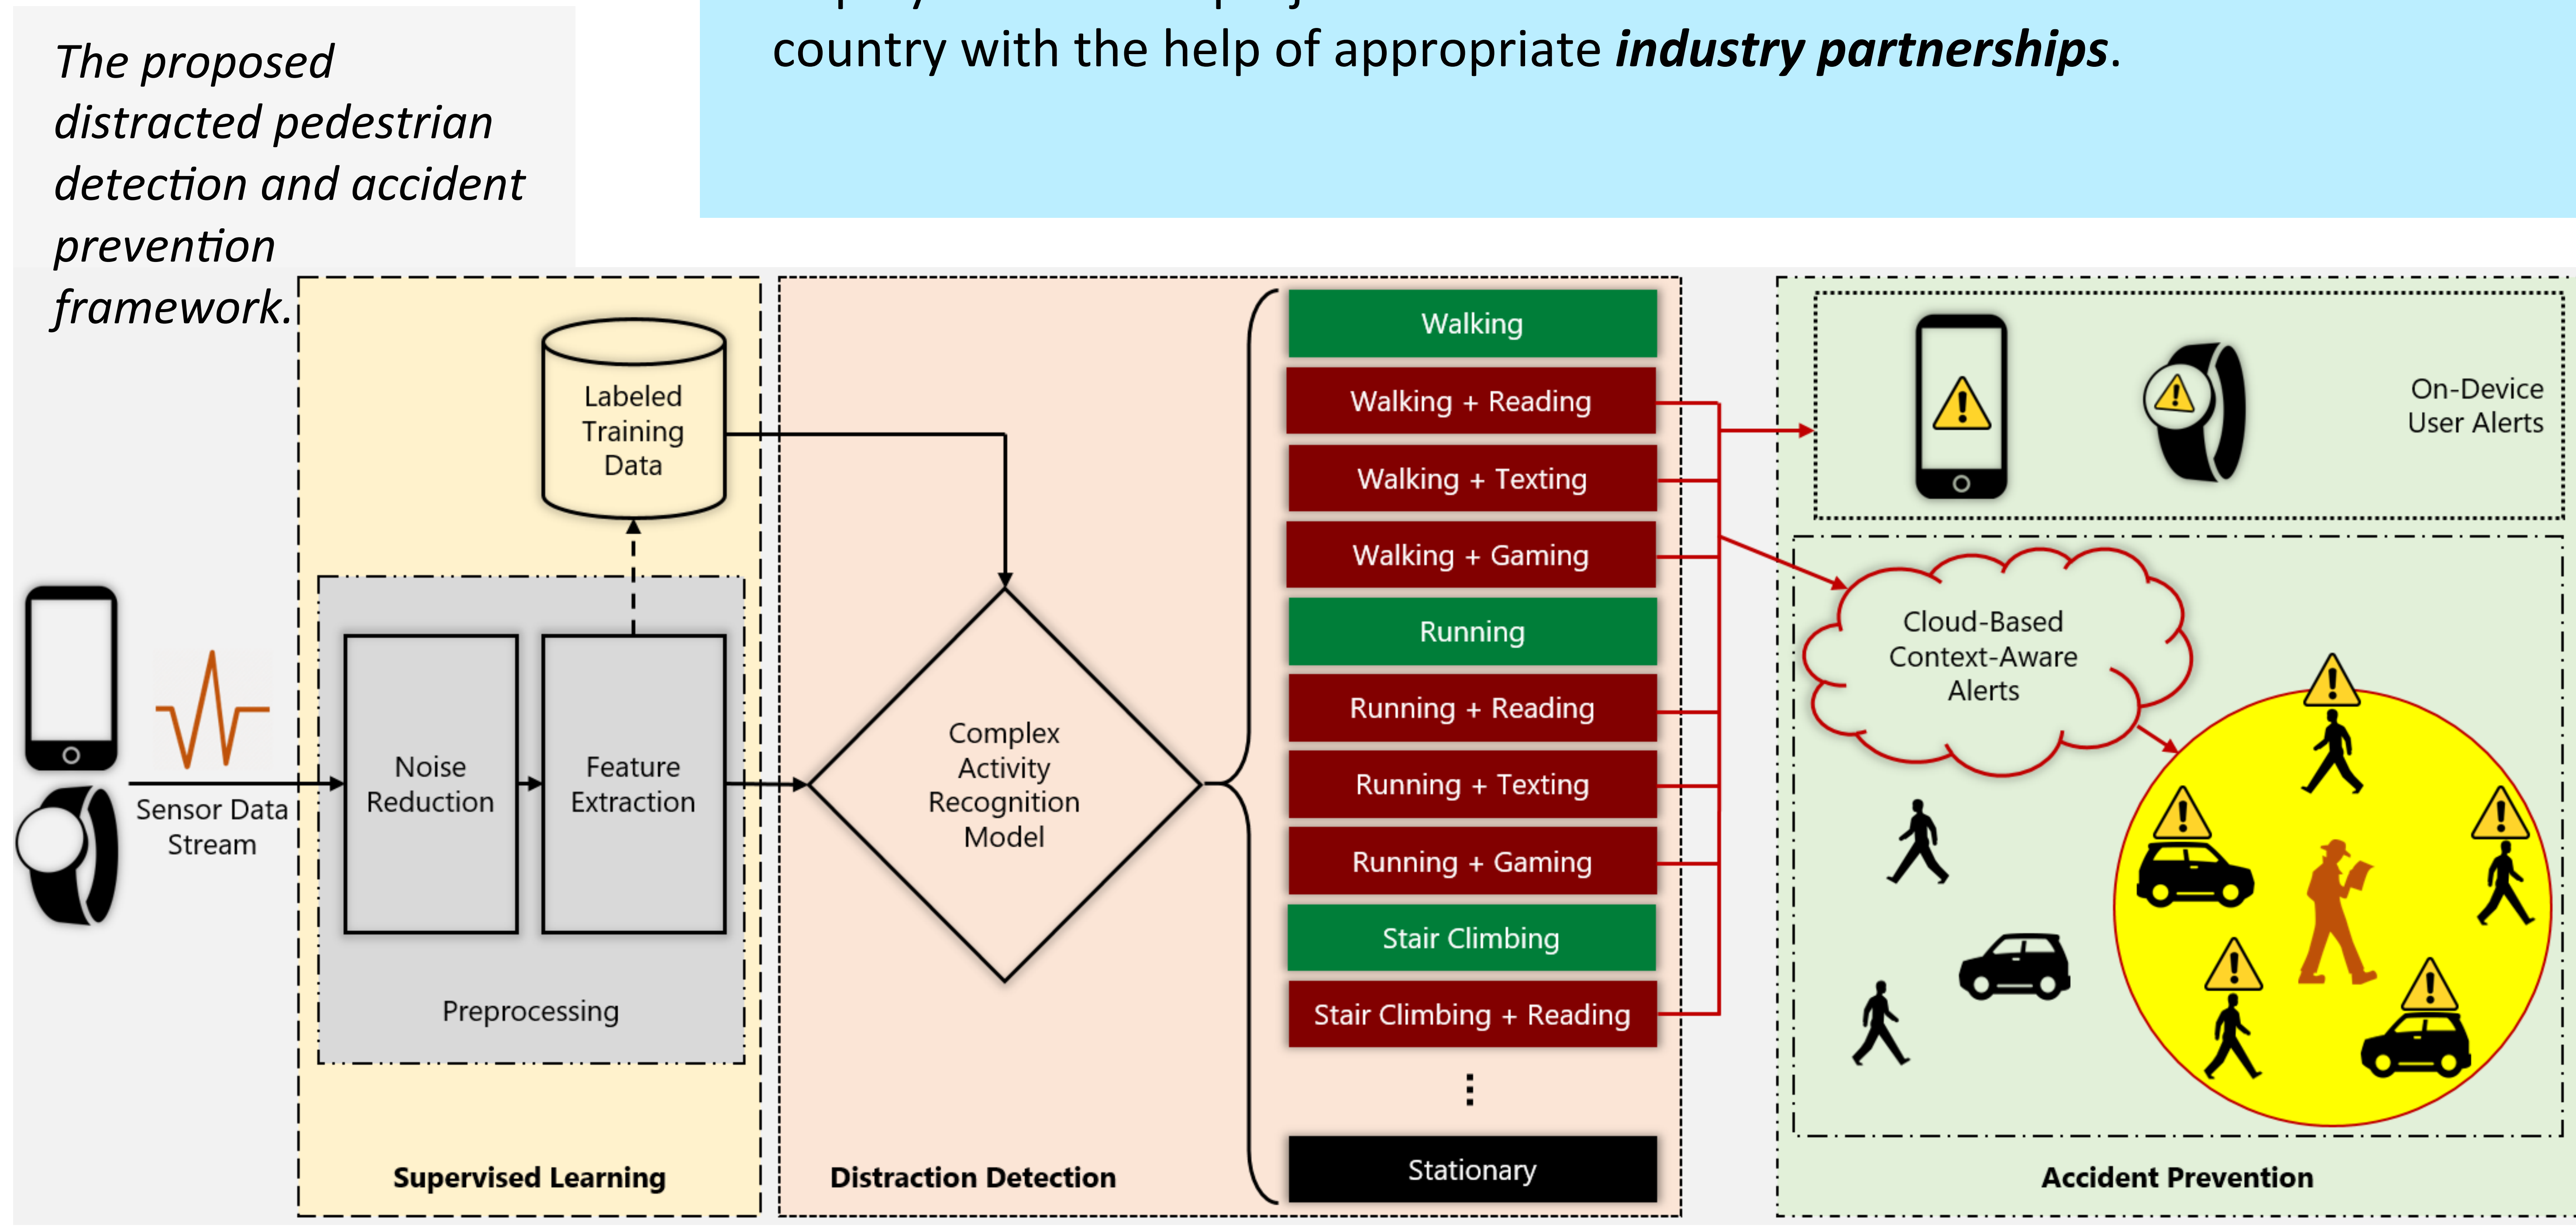 country with the help of appropriate industry partnerships.
The proposed
distracted pedestrian
detection and accident
prevention
framework.
Sensor Data
Stream
Labeled
Training
Data
Noise
Reduction
Feature
Extraction
Preprocessing
Supervised Learning
Complex
Activity
Recognition
Model
Distraction Detection
Walking
Walking + Reading
Walking + Texting
Walking + Gaming
Running
Running + Reading
Running + Texting
Running + Gaming
Stair Climbing
Stair Climbing + Reading
⋮
Stationary
On-Device
User Alerts
Cloud-Based
Context-Aware
Alerts
Accident Prevention